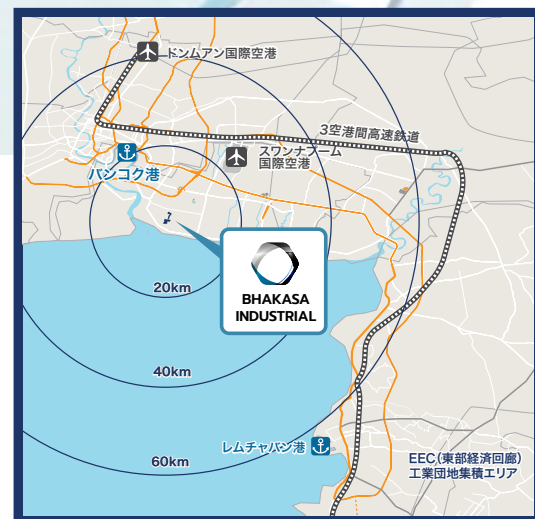 ドンムアン国際空港
3空港間高速鉄道
スワンナプーム
国際空港
バンコク港
BHAKASA
INDUSTRIAL
20km
40km
60km
レムチャバン港
EEC(東部経済回廊)
工業団地集積エリア